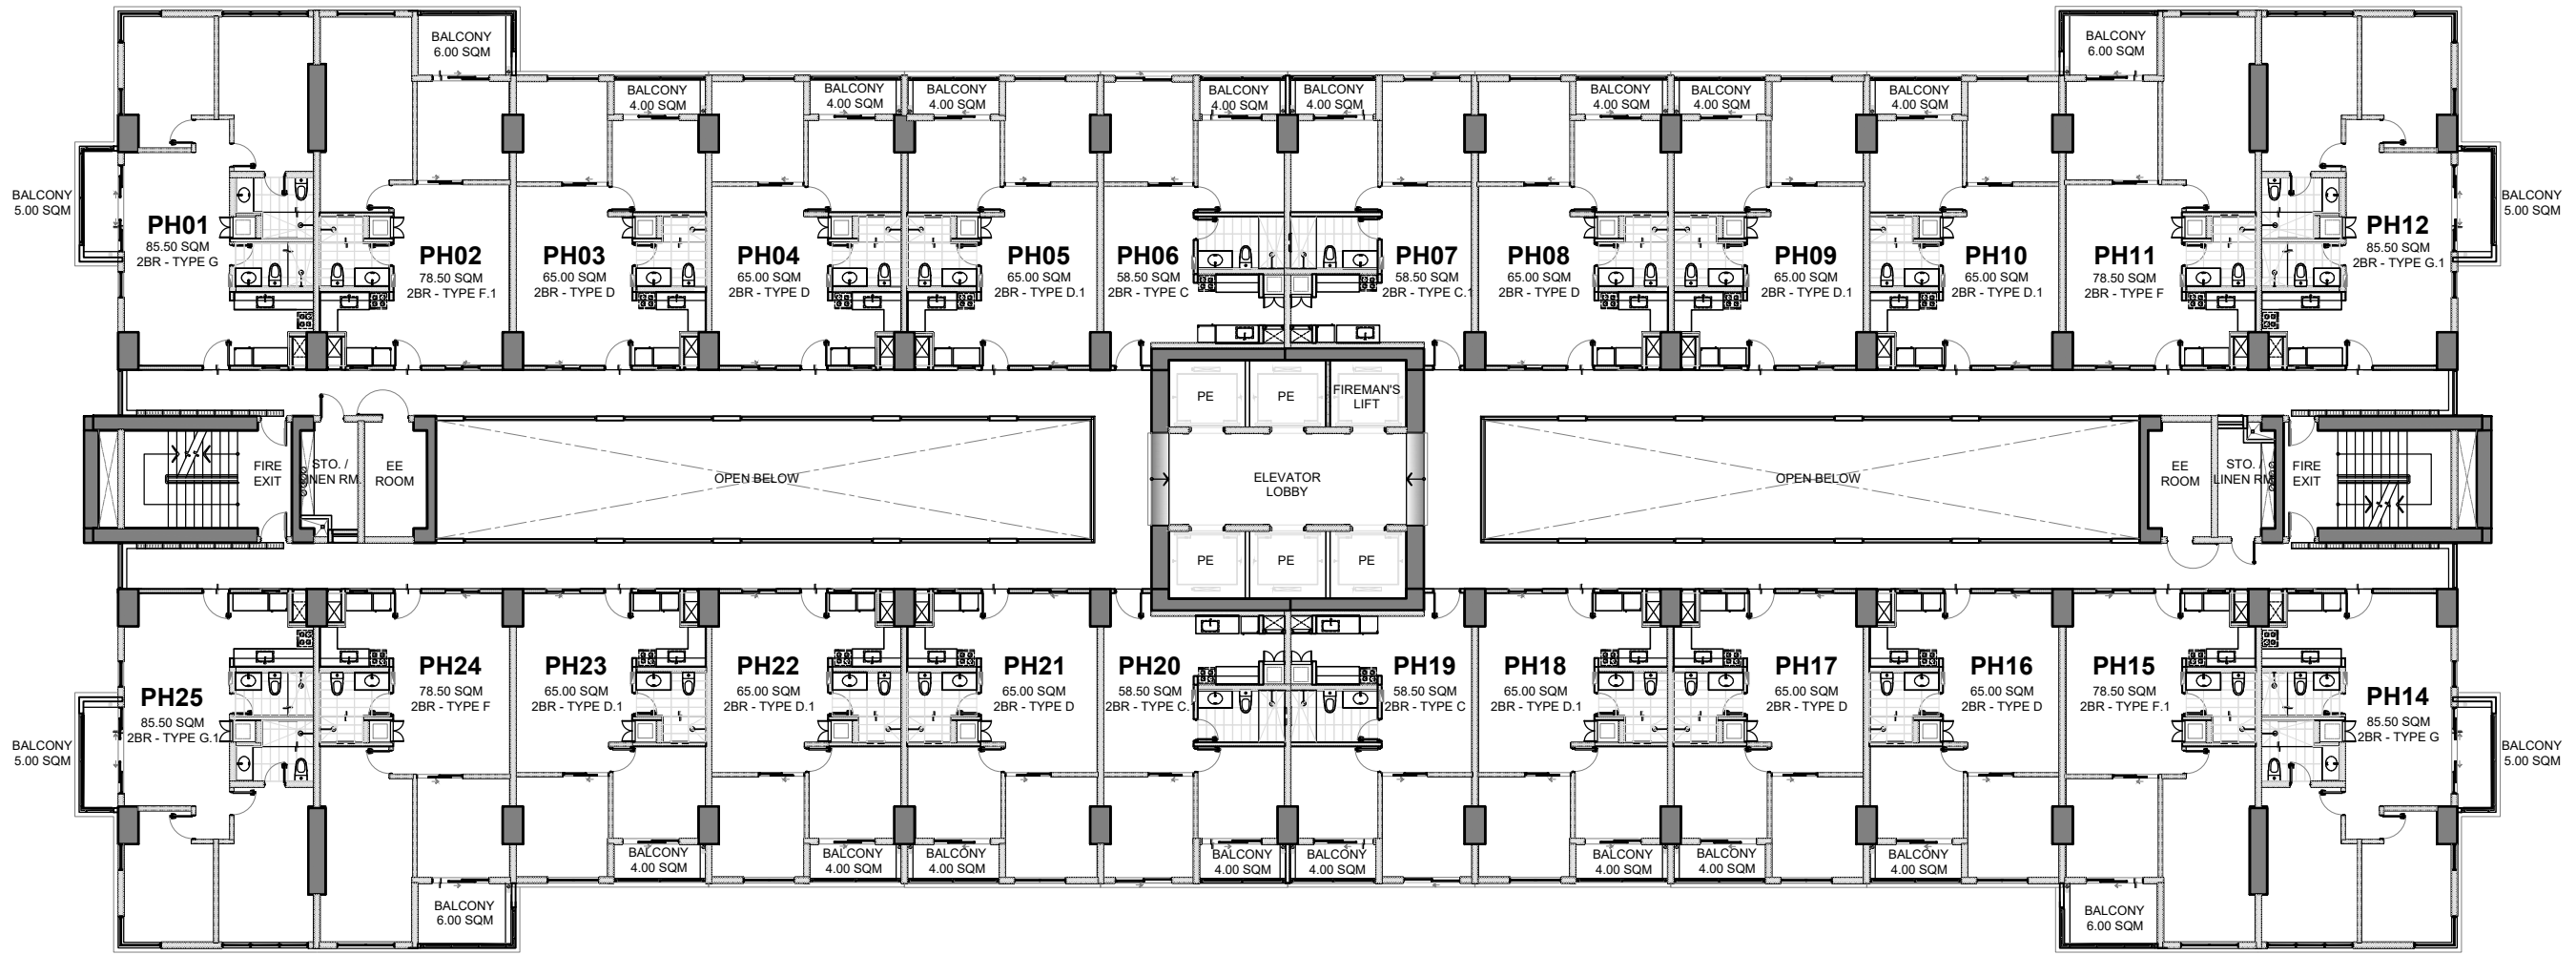 BALCONY
6.00 SQM
BALCONY
6.00 SQM
BALCONY
4.00 SQM
BALCONY
4.00 SQM
BALCONY
4.00 SQM
BALCONY
4.00 SQM
BALCONY
4.00 SQM
BALCONY
4.00 SQM
BALCONY
4.00 SQM
BALCONY
4.00 SQM
BALCONY
5.00 SQM
PH01
85.50 SQM
2BR - TYPE G
PH02
78.50 SQM
2BR - TYPE F.1
PH03
65.00 SQM
2BR - TYPE D
PH04
65.00 SQM
2BR - TYPE D
PH05
65.00 SQM
2BR - TYPE D.1
PH06
58.50 SQM
2BR - TYPE C
PH07
58.50 SQM
2BR - TYPE C.1
PH08
65.00 SQM
2BR - TYPE D
PH09
65.00 SQM
2BR - TYPE D.1
PH10
65.00 SQM
2BR - TYPE D.1
PH11
78.50 SQM
2BR - TYPE F
PH12
85.50 SQM
2BR - TYPE G.1
BALCONY
5.00 SQM
PE
PE
FIREMAN'S
LIFT
FIRE
EXIT
STO. /
LINEN RM.
EE
ROOM
OPEN BELOW
ELEVATOR
LOBBY
OPEN BELOW
EE
ROOM
STO. /
LINEN RM.
FIRE
EXIT
PE
PE
PE
BALCONY
5.00 SQM
PH25
85.50 SQM
2BR - TYPE G.1
PH24
78.50 SQM
2BR - TYPE F
PH23
65.00 SQM
2BR - TYPE D.1
PH22
65.00 SQM
2BR - TYPE D.1
PH21
65.00 SQM
2BR - TYPE D
PH20
58.50 SQM
2BR - TYPE C.
PH19
58.50 SQM
2BR - TYPE C
PH18
65.00 SQM
2BR - TYPE D.1
PH17
65.00 SQM
2BR - TYPE D
PH16
65.00 SQM
2BR - TYPE D
PH15
78.50 SQM
2BR - TYPE F.1
PH14
85.50 SQM
2BR - TYPE G
BALCONY
5.00 SQM
BALCONY
4.00 SQM
BALCONY
4.00 SQM
BALCONY
4.00 SQM
BALCONY
4.00 SQM
BALCONY
4.00 SQM
BALCONY
4.00 SQM
BALCONY
4.00 SQM
BALCONY
4.00 SQM
BALCONY
6.00 SQM
BALCONY
6.00 SQM